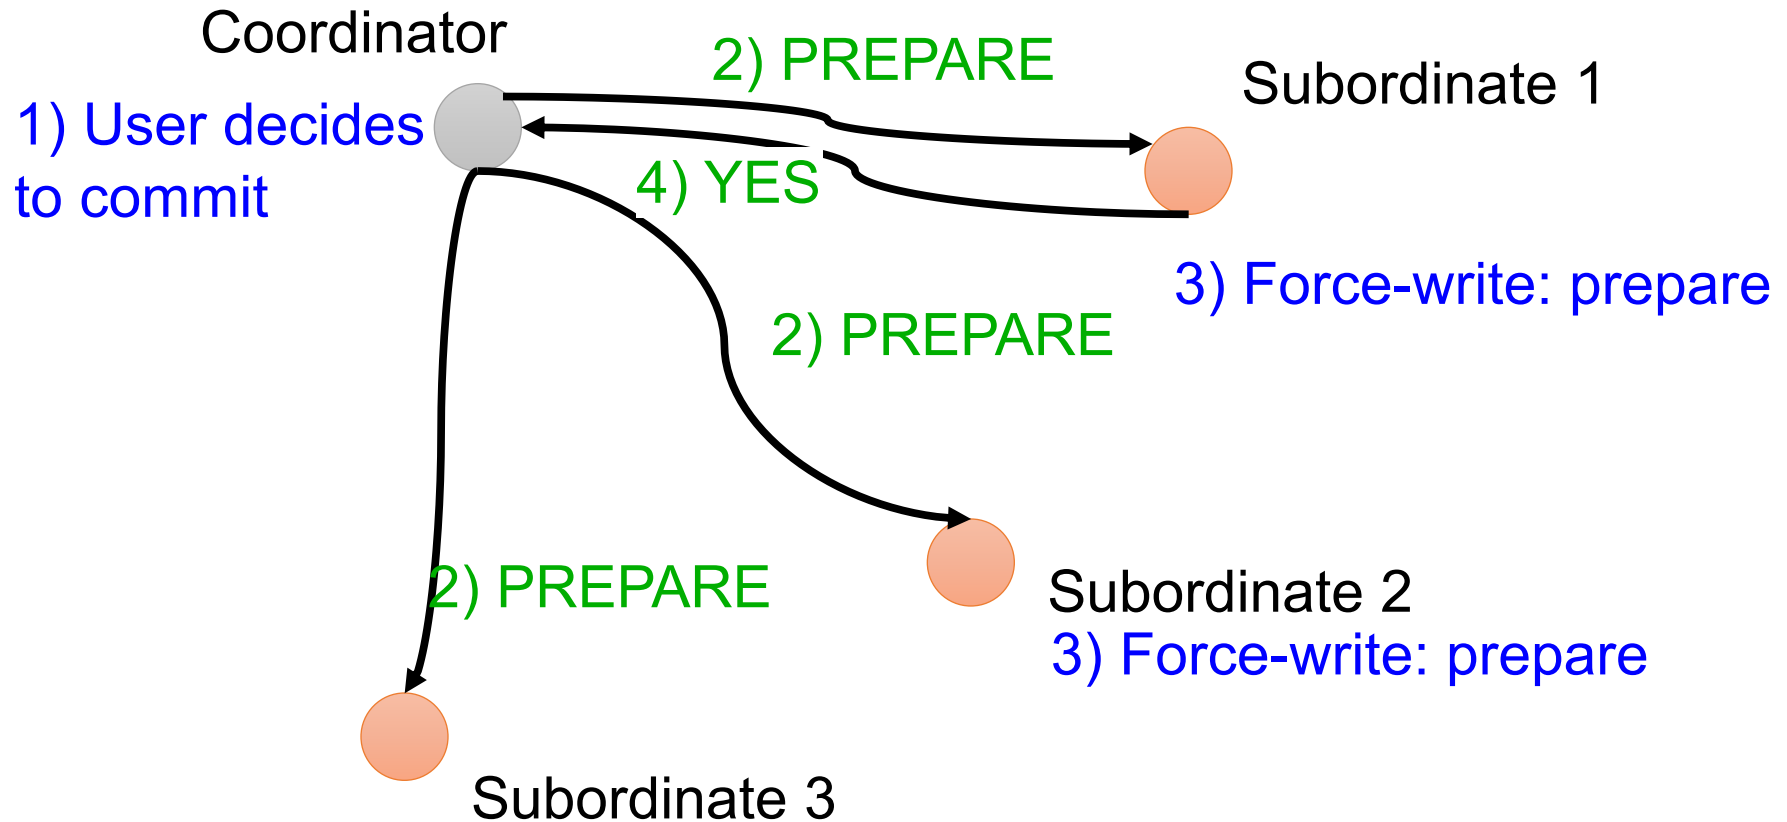 Coordinator
2) PREPARE
Subordinate 1
1) User decides
to commit
4) YES
3) Force-write: prepare
2) PREPARE
2) PREPARE
Subordinate 2
3) Force-write: prepare
Subordinate 3